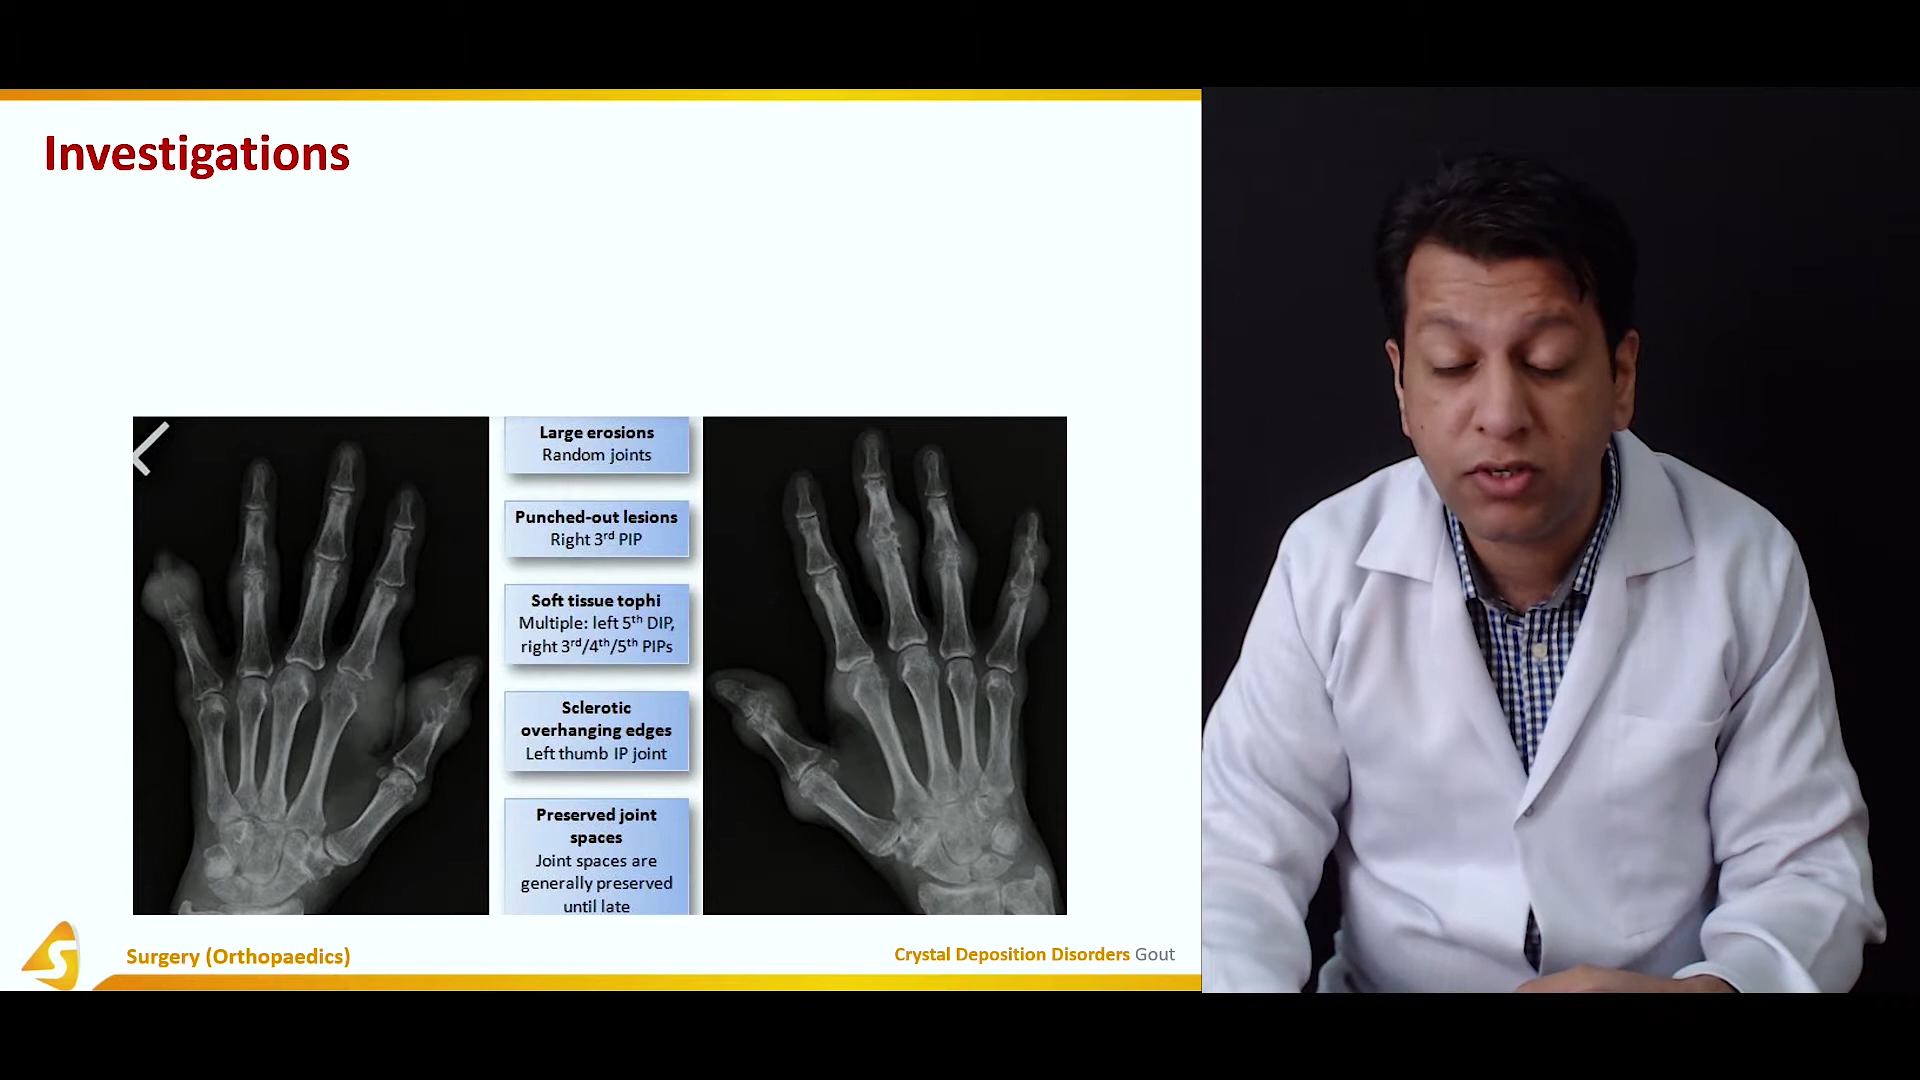 Investigations
Large erosions
Random joints
Punched-out lesions
Right 3rd PIP
Soft tissue tophi
Multiple: left 5th DIP,
right 3rd/4th/5th PIPs
Sclerotic
overhanging edges
Left thumb IP joint
Preserved joint
spaces
Joint spaces are
generally preserved
until late
S
Surgery (Orthopaedics)
Crystal Deposition Disorders Gout